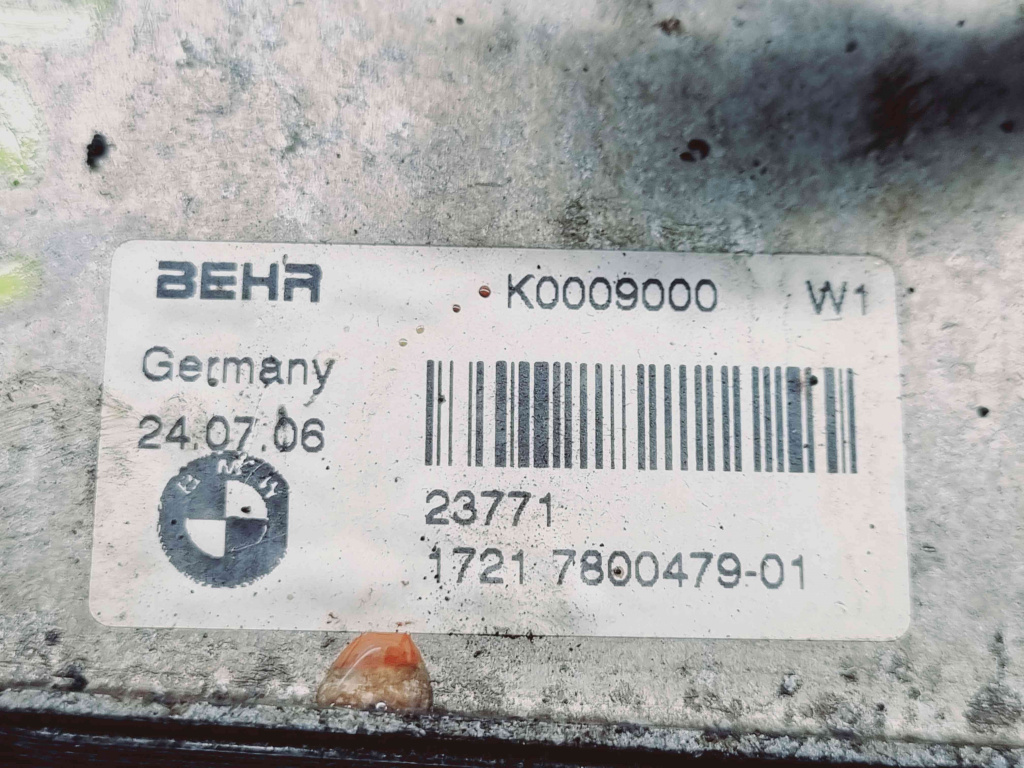 BEHR K0009000 W1
Germany
24.07.06
BMW
23771
1721 7800479-01